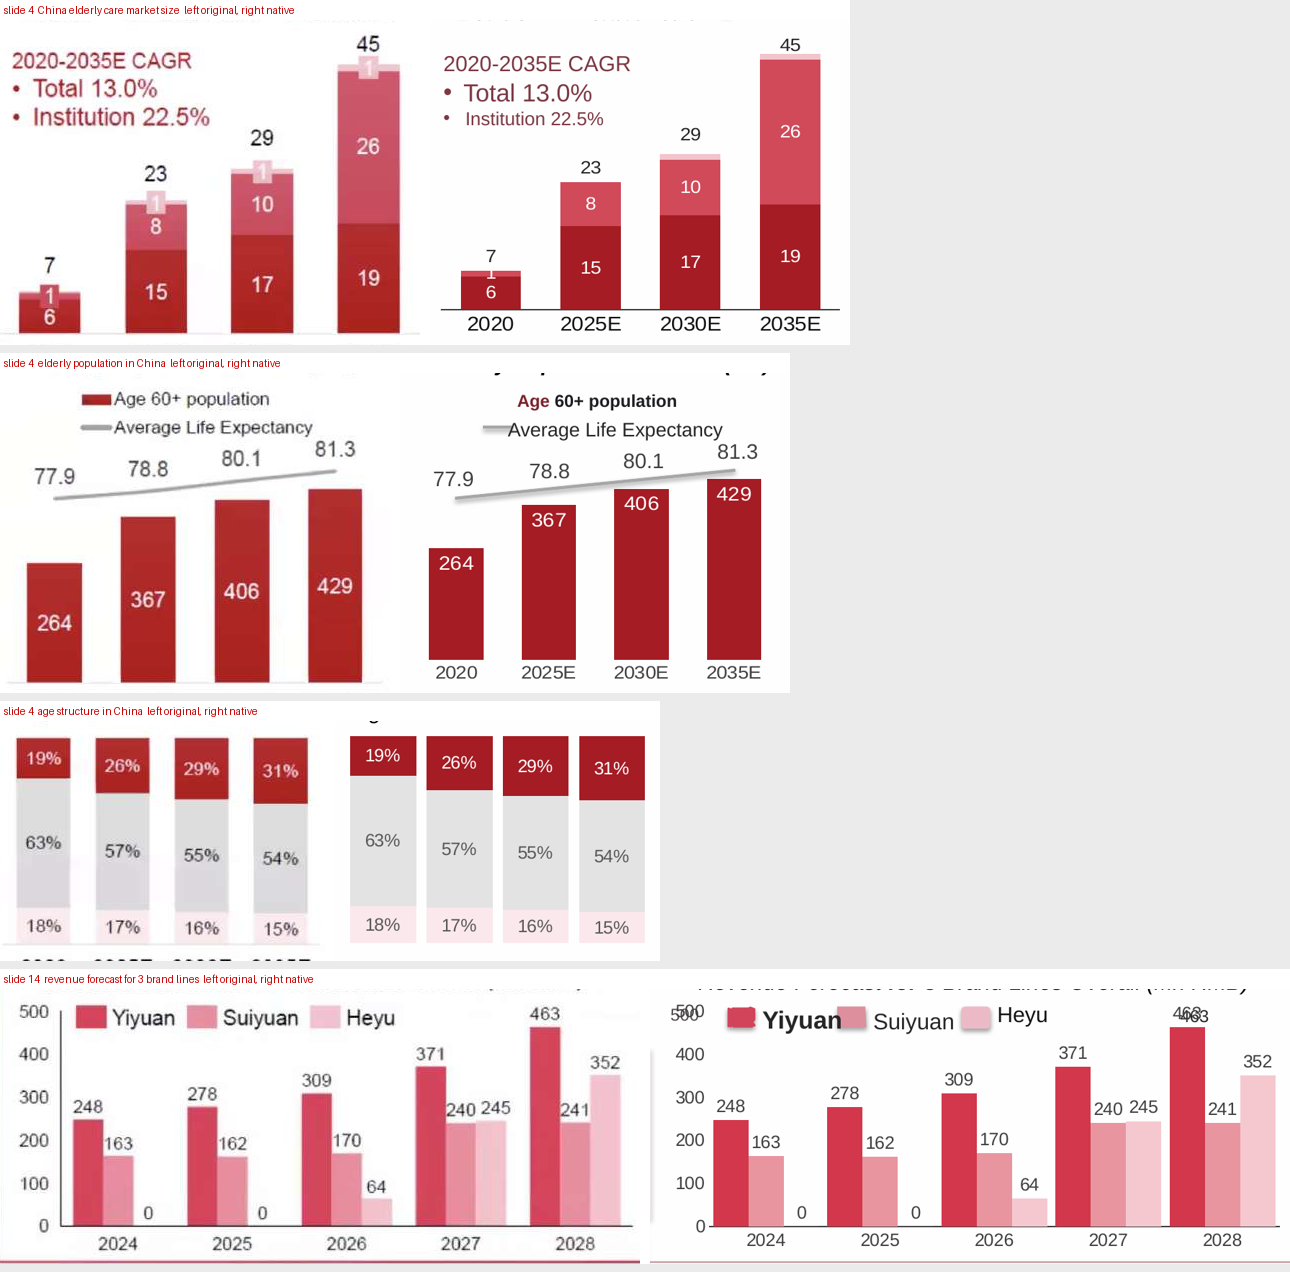 slide 4 China elderly care market size left original, right native
2020-2035E CAGR
• Total 13.0%
• Institution 22.5%
7
1
6
23
1
8
15
29
1
10
17
45
1
26
19
2020-2035E CAGR
• Total 13.0%
• Institution 22.5%
7
1
6
23
8
15
29
10
17
45
26
19
2020 2025E 2030E 2035E
slide 4 elderly population in China left original, right native
Age 60+ population
Average Life Expectancy
77.9 78.8 80.1 81.3
264 367 406 429
Age 60+ population
Average Life Expectancy
77.9 78.8 80.1 81.3
264 367 406 429
2020 2025E 2030E 2035E
slide 4 age structure in China left original, right native
19% 26% 29% 31%
63% 57% 55% 54%
18% 17% 16% 15%
19% 26% 29% 31%
63% 57% 55% 54%
18% 17% 16% 15%
slide 14 revenue forecast for 3 brand lines left original, right native
Yiyuan Suiyuan Heyu
500
400
300
200
100
0
248 163 0
278 162 0
309 170 64
371 240 245
463 241 352
2024 2025 2026 2027 2028
Revenue Forecast for 3 Brand Lines Overall (Mn RMB)
Yiyuan Suiyuan Heyu
500
500
400
300
200
100
0
248 163 0
278 162 0
309 170 64
371 240 245
463
463
241 352
2024 2025 2026 2027 2028